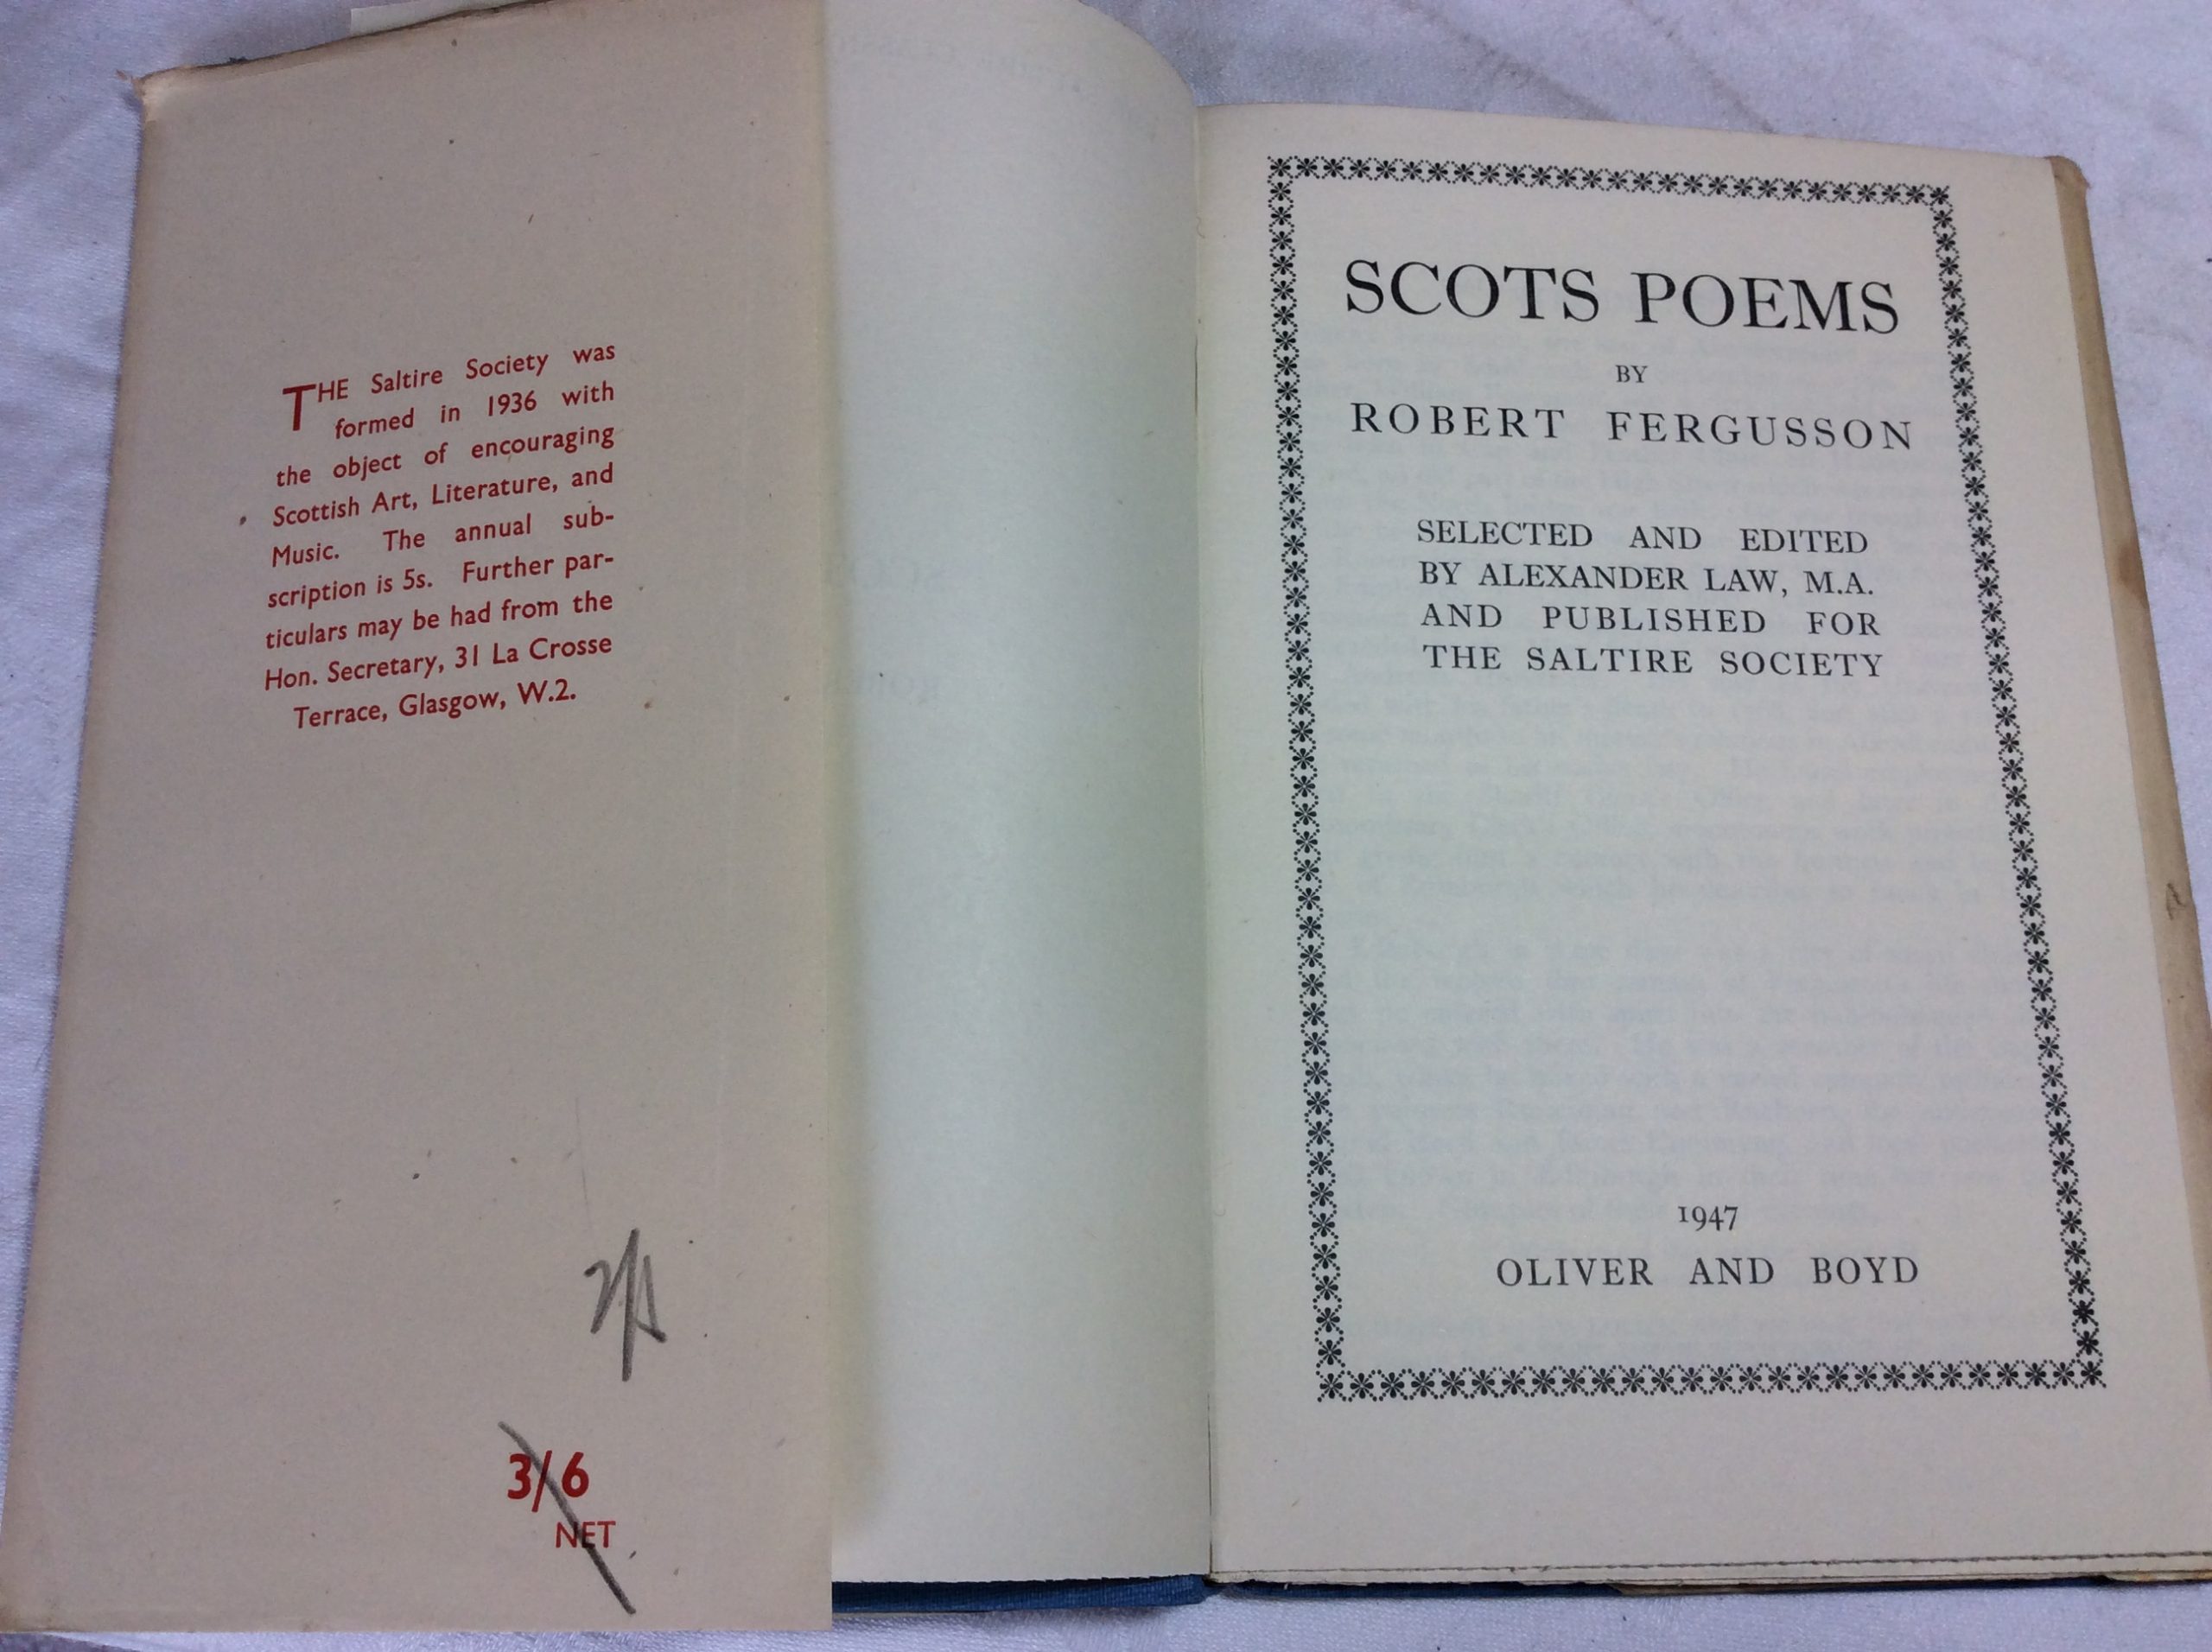 THE Saltire Society was
formed in 1936 with
the object of encouraging
Scottish Art, Literature, and
Music. The annual sub-
scription is 5s. Further par-
ticulars may be had from the
Hon. Secretary, 31 La Crosse
Terrace, Glasgow, W.2.
3/6
NET
SCOTS POEMS
BY
ROBERT FERGUSSON
SELECTED AND EDITED
BY ALEXANDER LAW, M.A.
AND PUBLISHED FOR
THE SALTIRE SOCIETY
1947
OLIVER AND BOYD